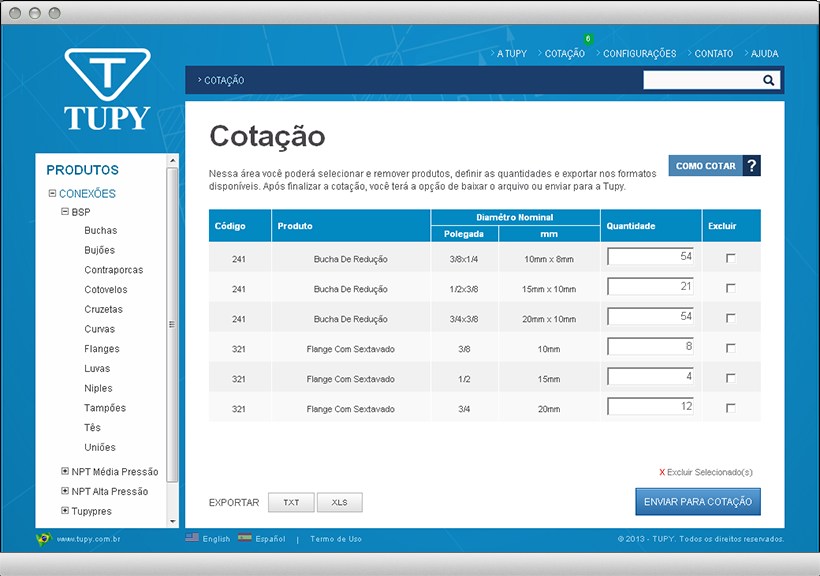 6
A TUPY COTAÇÃO CONFIGURAÇÕES CONTATO AJUDA
T
TUPY
COTAÇÃO
Cotação
Nessa área você poderá selecionar e remover produtos, definir as quantidades e exportar nos formatos
disponíveis. Após finalizar a cotação, você terá a opção de baixar o arquivo ou enviar para a Tupy.
COMO COTAR ?
PRODUTOS
CONEXÕES
BSP
Buchas
Bujões
Contraporcas
Cotovelos
Cruzetas
Curvas
Flanges
Luvas
Niples
Tampões
Tês
Uniões
NPT Média Pressão
NPT Alta Pressão
Tupypres
Código Produto Diamêtro Nominal Quantidade Excluir
Polegada mm
241 Bucha De Redução 3/8x1/4 10mm x 8mm 54
241 Bucha De Redução 1/2x3/8 15mm x 10mm 21
241 Bucha De Redução 3/4x3/8 20mm x 10mm 54
321 Flange Com Sextavado 3/8 10mm 8
321 Flange Com Sextavado 1/2 15mm 4
321 Flange Com Sextavado 3/4 20mm 12
X Excluir Selecionado(s)
EXPORTAR TXT XLS
ENVIAR PARA COTAÇÃO
www.tupy.com.br English Español | Termo de Uso © 2013 - TUPY. Todos os direitos reservados.